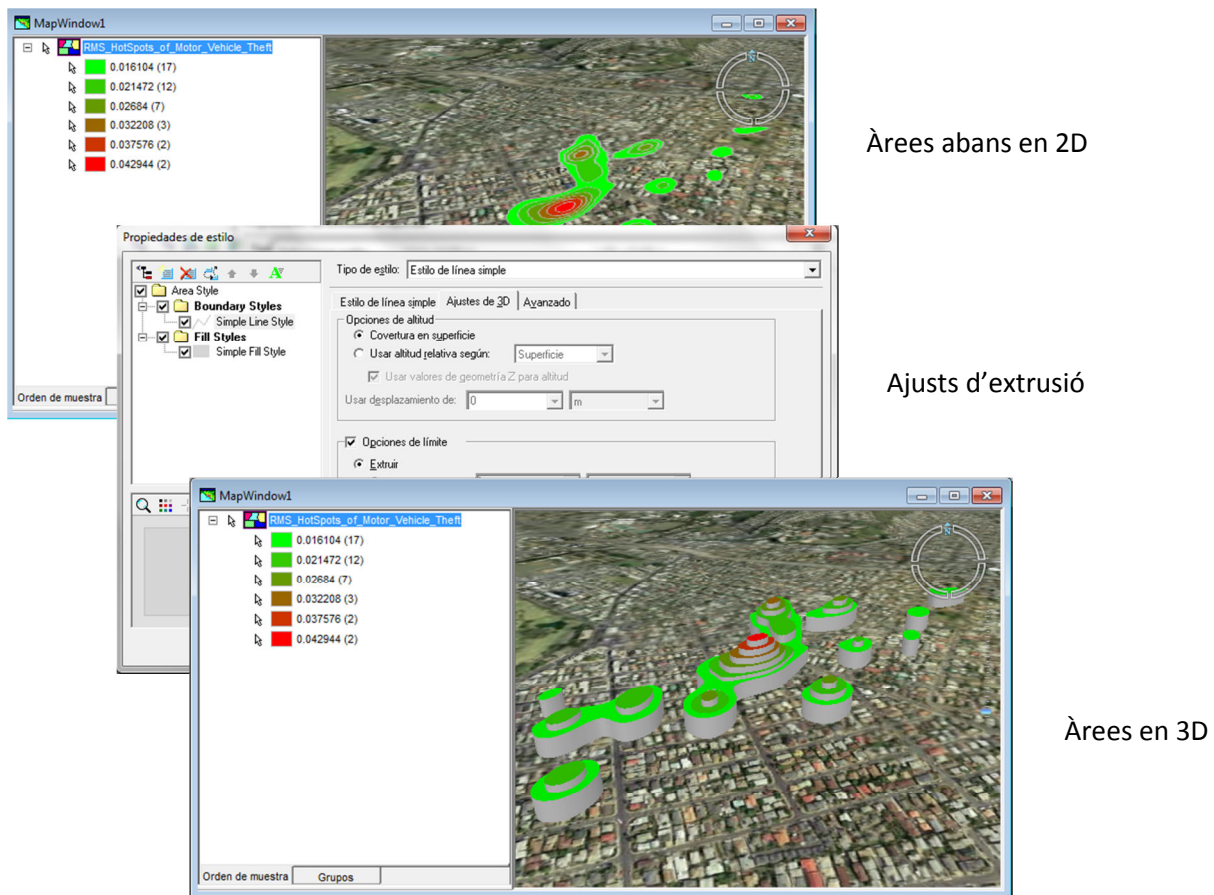 MapWindow1
RMS_HotSpots_of_Motor_Vehicle_Theft
0.016104 (17)
0.021472 (12)
0.02684 (7)
0.032208 (3)
0.037576 (2)
0.042944 (2)
Orden de muestra
Àrees abans en 2D
Propiedades de estilo
Area Style
Boundary Styles
Simple Line Style
Fill Styles
Simple Fill Style
Tipo de estilo: Estilo de línea simple
Estilo de línea simple Ajustes de 3D Avanzado
Opciones de altitud
Covertura en superficie
Usar altitud relativa según: Superficie
Usar valores de geometría Z para altitud
Usar desplazamiento de: 0 m
Opciones de límite
Extruir
Ajusts d’extrusió
MapWindow1
RMS_HotSpots_of_Motor_Vehicle_Theft
0.016104 (17)
0.021472 (12)
0.02684 (7)
0.032208 (3)
0.037576 (2)
0.042944 (2)
Orden de muestra Grupos
Àrees en 3D